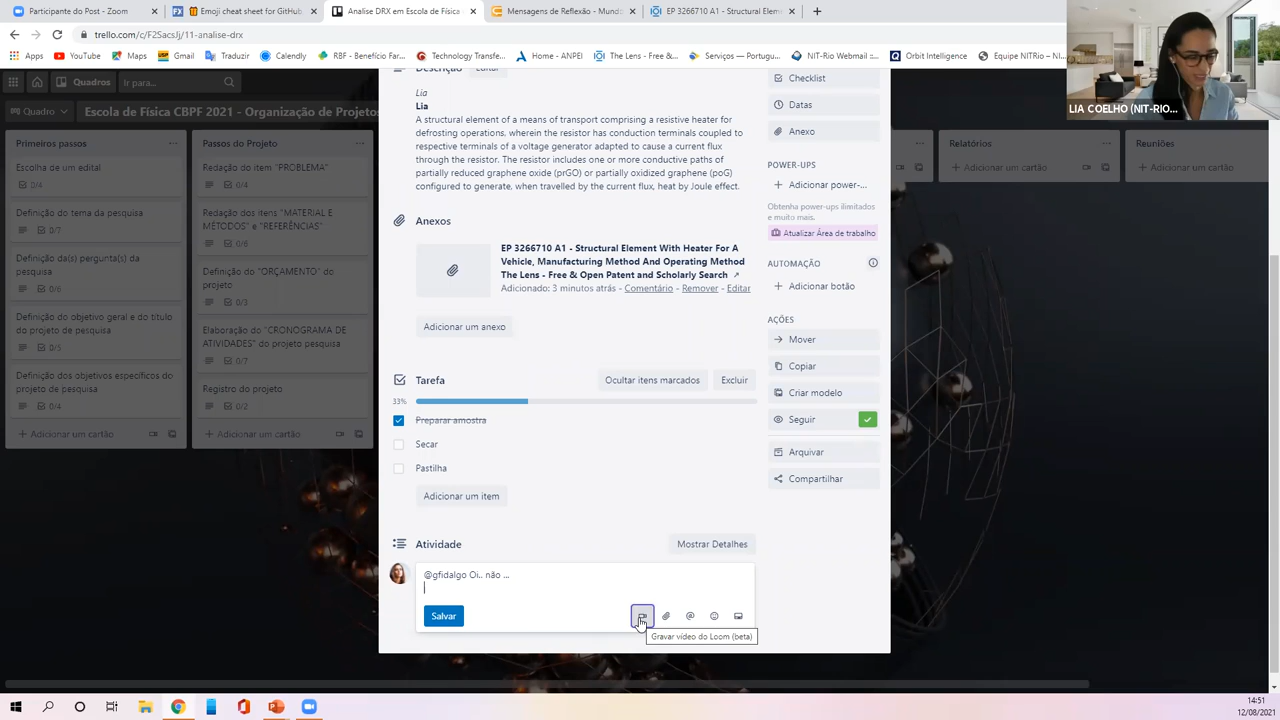 Participante do Post - Zoom
Emoji cheat sheet for GitHub
Analise DRX em Escola de Física
Mensagens de Reflexão - Mund
EP 3266710 A1 - Structural Elem
trello.com/c/F2SacsJj/11-analise-drx
Apps
YouTube
Maps
Gmail
Tradutor
Calendly
RBF - Benefício Far...
Technology Transfe...
Home - ANPEI
The Lens - Free &...
Serviços — Portugu...
NIT-Rio Webmail ::...
Orbit Intelligence
Equipe NITRio – NI...
LIA COELHO (NIT-RIO...
Quadros
Ir para...
Quadro
Escola de Física CBPF 2021 - Organização de Projetos
Primeiros passos
Escolha de um edital
0/4
Definição do tema da pesquisa
Definição da(s) pergunta(s) da
pesquisa
0/6
Definição do objetivo geral e do título
do projeto de pesquisa
0/5
Definição dos objetivos específicos do
projeto de pesquisa
0/4
Adicionar um cartão
Passos do Projeto
Redação do item "PROBLEMA"
Redação dos itens "MATERIAL E
MÉTODOS" e "REFERÊNCIAS"
0/6
Definição do "ORÇAMENTO" do
projeto
0/3
Elaboração do "CRONOGRAMA DE
ATIVIDADES" do projeto pesquisa
0/7
Registro do projeto
Adicionar um cartão
Descrição
Editar
Lia
Lia
A structural element of a means of transport comprising a resistive heater for
defrosting operations, wherein the resistor has conduction terminals coupled to
respective terminals of a voltage generator adapted to cause a current flux
through the resistor. The resistor includes one or more conductive paths of
partially reduced graphene oxide (prGO) or partially oxidized graphene (poG)
configured to generate, when travelled by the current flux, heat by Joule effect.
Anexos
EP 3266710 A1 - Structural Element With Heater For A
Vehicle, Manufacturing Method And Operating Method
The Lens - Free & Open Patent and Scholarly Search ↗
Adicionado: 3 minutos atrás - Comentário - Remover - Editar
Adicionar um anexo
Tarefa
Ocultar itens marcados
Excluir
33%
Preparar amostra
Secar
Pastilha
Adicionar um item
Atividade
Mostrar Detalhes
@gfidalgo Oi.. não ...
Salvar
Gravar vídeo do Loom (beta)
Checklist
Datas
Anexo
POWER-UPS
Adicionar power-...
Obtenha power-ups ilimitados
e muito mais.
Atualizar Área de trabalho
AUTOMAÇÃO
Adicionar botão
AÇÕES
Mover
Copiar
Criar modelo
Seguir
Arquivar
Compartilhar
Relatórios
Adicionar um cartão
Reuniões
Adicionar um cartão
14:51
12/08/2021